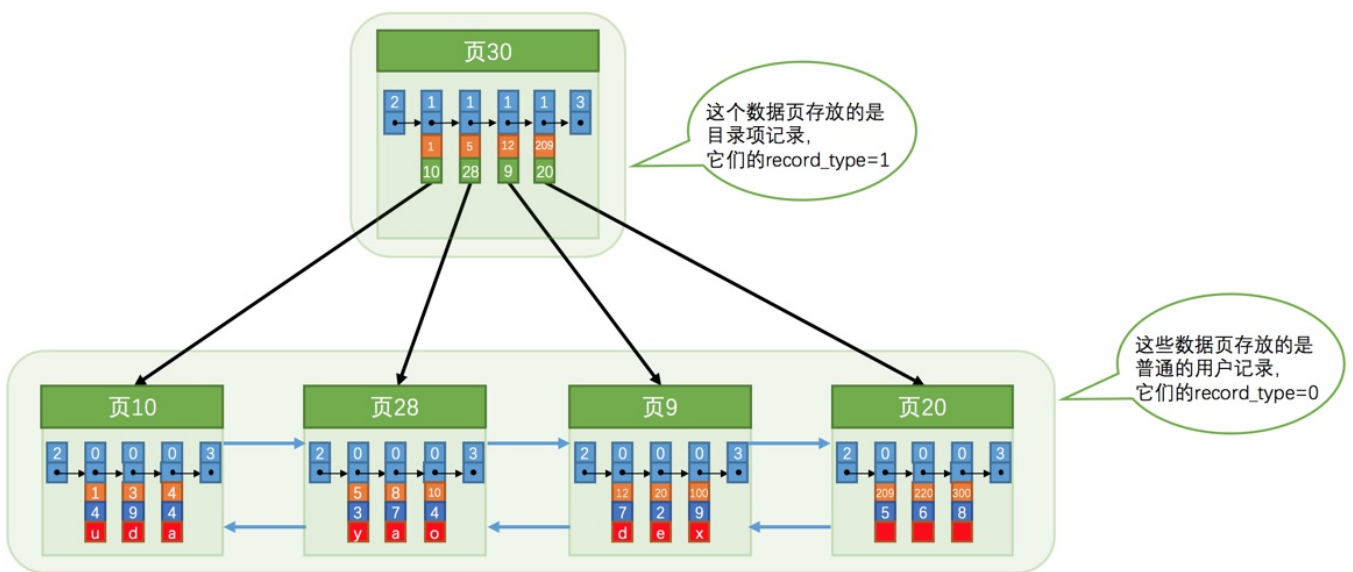 页30
2 1 1 1 1 3
1 5 12 209
10 28 9 20
这个数据页存放的是
目录项记录，
它们的record_type=1
这些数据页存放的是
普通的用户记录，
它们的record_type=0
页10
2 0 0 0 3
1 3 4
4 9 4
u d a
页28
2 0 0 0 3
5 8 10
3 7 4
y a o
页9
2 0 0 0 3
12 20 100
7 2 9
d e x
页20
2 0 0 0 3
209 220 300
5 6 8